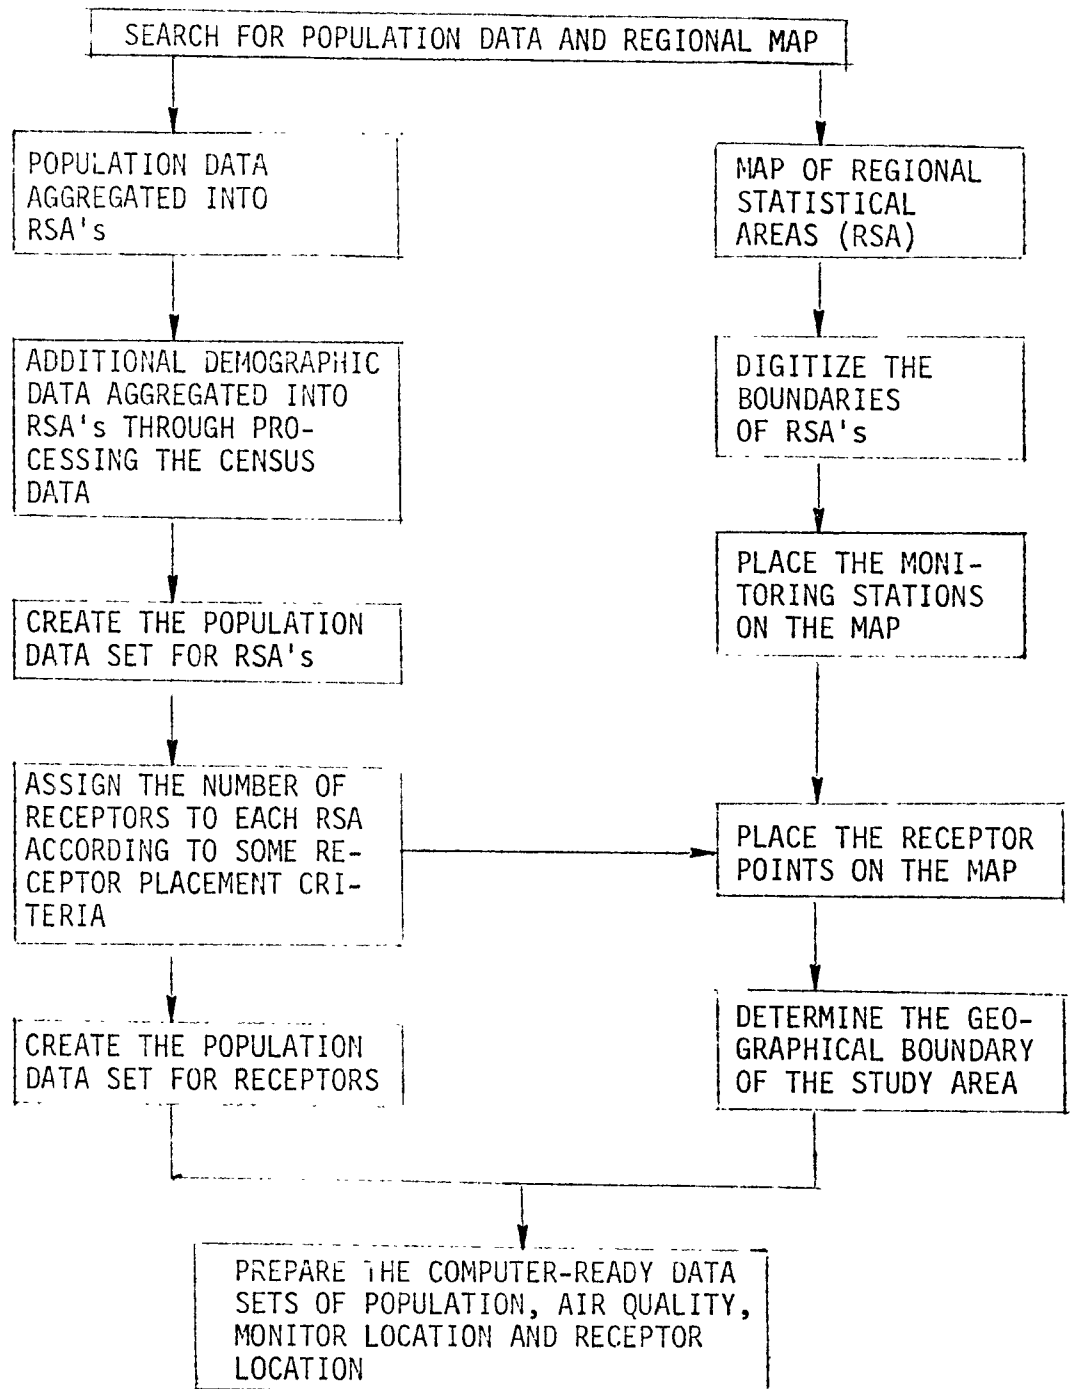 SEARCH FOR POPULATION DATA AND REGIONAL MAP
POPULATION DATA
AGGREGATED INTO
RSA's
ADDITIONAL DEMOGRAPHIC
DATA AGGREGATED INTO
RSA's THROUGH PRO-
CESSING THE CENSUS
DATA
CREATE THE POPULATION
DATA SET FOR RSA's
ASSIGN THE NUMBER OF
RECEPTORS TO EACH RSA
ACCORDING TO SOME RE-
CEPTOR PLACEMENT CRI-
TERIA
CREATE THE POPULATION
DATA SET FOR RECEPTORS
MAP OF REGIONAL
STATISTICAL
AREAS (RSA)
DIGITIZE THE
BOUNDARIES
OF RSA's
PLACE THE MONI-
TORING STATIONS
ON THE MAP
PLACE THE RECEPTOR
POINTS ON THE MAP
DETERMINE THE GEO-
GRAPHICAL BOUNDARY
OF THE STUDY AREA
PREPARE THE COMPUTER-READY DATA
SETS OF POPULATION, AIR QUALITY,
MONITOR LOCATION AND RECEPTOR
LOCATION